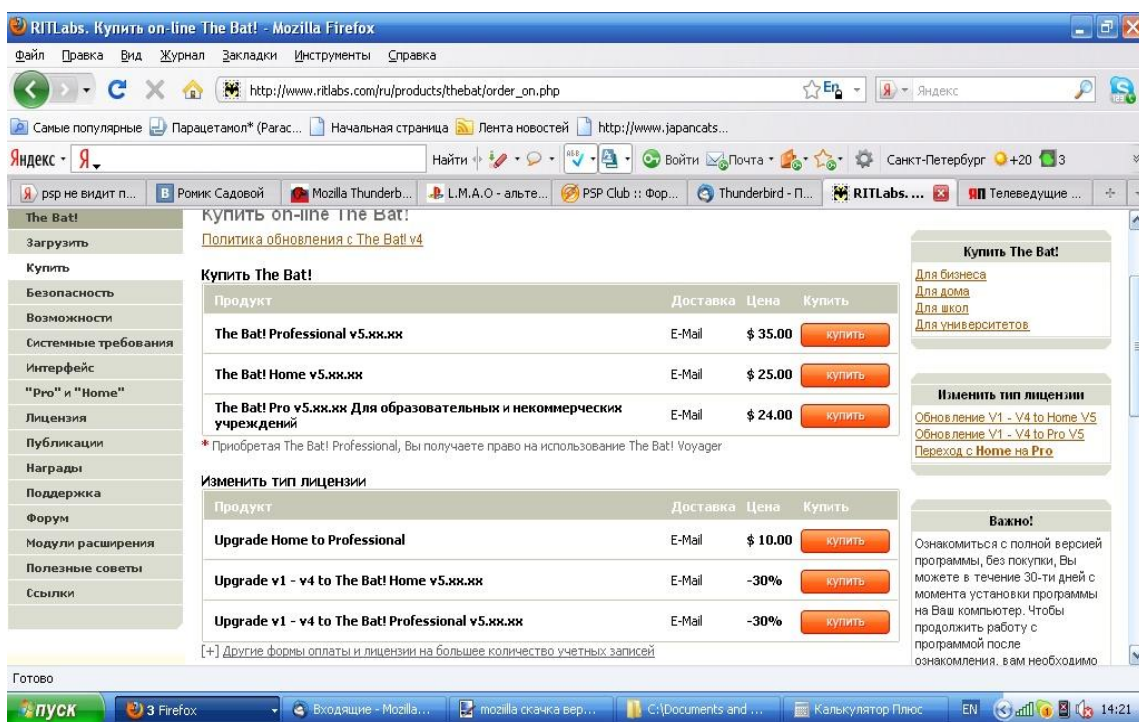 RITLabs. Купить on-line The Bat! - Mozilla Firefox
Файл Правка Вид Журнал Закладки Инструменты Справка
http://www.ritlabs.com/ru/products/thebat/order_on.php
Яндекс
Самые популярные Парацетамол* (Parac... Начальная страница Лента новостей http://www.japancats...
Яндекс Я Найти Войти Почта Санкт-Петербург +20 3
psp не видит п... Ромик Садовой Mozilla Thunderb... L.M.A.O - альте... PSP Club :: Фор... Thunderbird - П... RITLabs. ... Телеведущие ...
The Bat!
Загрузить
Купить
Безопасность
Возможности
Системные требования
Интерфейс
"Pro" и "Home"
Лицензия
Публикации
Награды
Поддержка
Форум
Модули расширения
Полезные советы
Ссылки
Купить on-line The Bat!
Политика обновления с The Bat! v4
Купить The Bat!
Продукт Доставка Цена Купить
The Bat! Professional v5.xx.xx E-Mail $ 35.00 купить
The Bat! Home v5.xx.xx E-Mail $ 25.00 купить
The Bat! Pro v5.xx.xx Для образовательных и некоммерческих
учреждений E-Mail $ 24.00 купить
* Приобретая The Bat! Professional, Вы получаете право на использование The Bat! Voyager
Изменить тип лицензии
Продукт Доставка Цена Купить
Upgrade Home to Professional E-Mail $ 10.00 купить
Upgrade v1 - v4 to The Bat! Home v5.xx.xx E-Mail -30% купить
Upgrade v1 - v4 to The Bat! Professional v5.xx.xx E-Mail -30% купить
[+] Другие формы оплаты и лицензии на большее количество учетных записей
Купить The Bat!
Для бизнеса
Для дома
Для школ
Для университетов
Изменить тип лицензии
Обновление V1 - V4 to Home V5
Обновление V1 - V4 to Pro V5
Переход с Home на Pro
Важно!
Ознакомиться с полной версией
программы, без покупки, Вы
можете в течение 30-ти дней с
момента установки программы
на Ваш компьютер. Чтобы
продолжить работу с
программой после
ознакомления, вам необходимо
Готово
пуск 3 Firefox Входящие - Mozilla... mozilla скачка вер... C:\Documents and ... Калькулятор Плюс EN 14:21